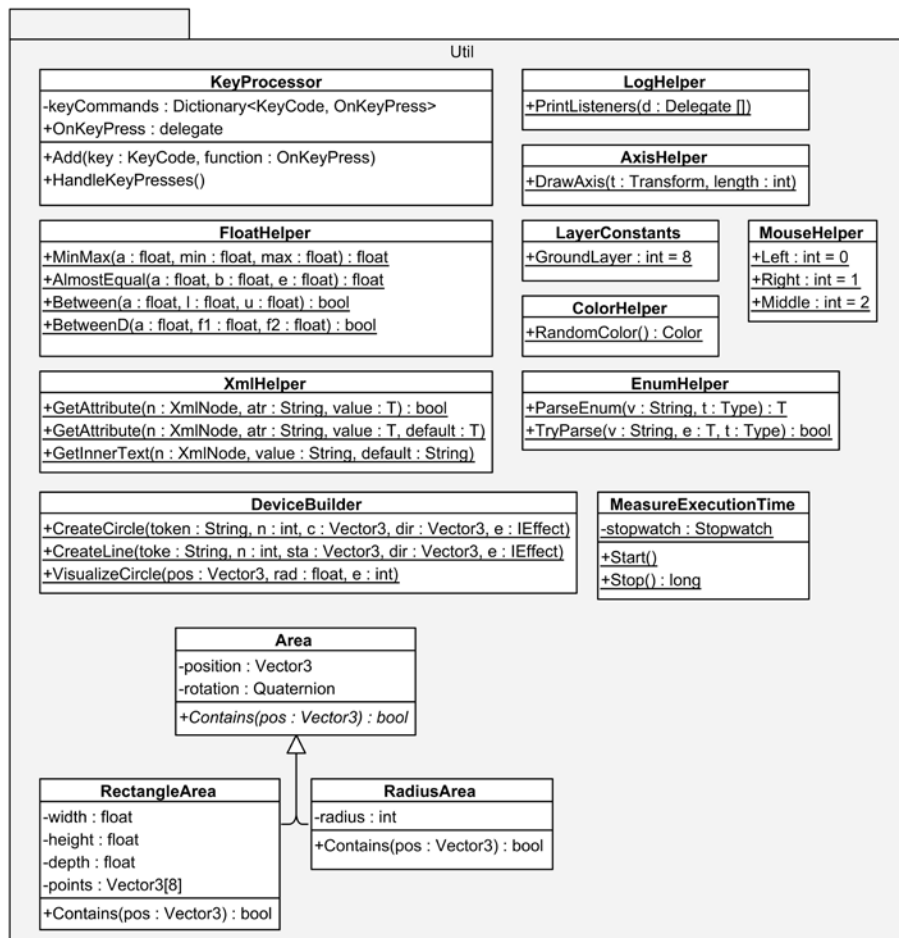 Util
KeyProcessor
-keyCommands : Dictionary<KeyCode, OnKeyPress>
+OnKeyPress : delegate
+Add(key : KeyCode, function : OnKeyPress)
+HandleKeyPresses()
LogHelper
+PrintListeners(d : Delegate [])
AxisHelper
+DrawAxis(t : Transform, length : int)
FloatHelper
+MinMax(a : float, min : float, max : float) : float
+AlmostEqual(a : float, b : float, e : float) : float
+Between(a : float, l : float, u : float) : bool
+BetweenD(a : float, f1 : float, f2 : float) : bool
LayerConstants
+GroundLayer : int = 8
MouseHelper
+Left : int = 0
+Right : int = 1
+Middle : int = 2
ColorHelper
+RandomColor() : Color
XmlHelper
+GetAttribute(n : XmlNode, atr : String, value : T) : bool
+GetAttribute(n : XmlNode, atr : String, value : T, default : T)
+GetInnerText(n : XmlNode, value : String, default : String)
EnumHelper
+ParseEnum(v : String, t : Type) : T
+TryParse(v : String, e : T, t : Type) : bool
DeviceBuilder
+CreateCircle(token : String, n : int, c : Vector3, dir : Vector3, e : IEffect)
+CreateLine(toke : String, n : int, sta : Vector3, dir : Vector3, e : IEffect)
+VisualizeCircle(pos : Vector3, rad : float, e : int)
MeasureExecutionTime
-stopwatch : Stopwatch
+Start()
+Stop() : long
Area
-position : Vector3
-rotation : Quaternion
+Contains(pos : Vector3) : bool
RectangleArea
-width : float
-height : float
-depth : float
-points : Vector3[8]
+Contains(pos : Vector3) : bool
RadiusArea
-radius : int
+Contains(pos : Vector3) : bool